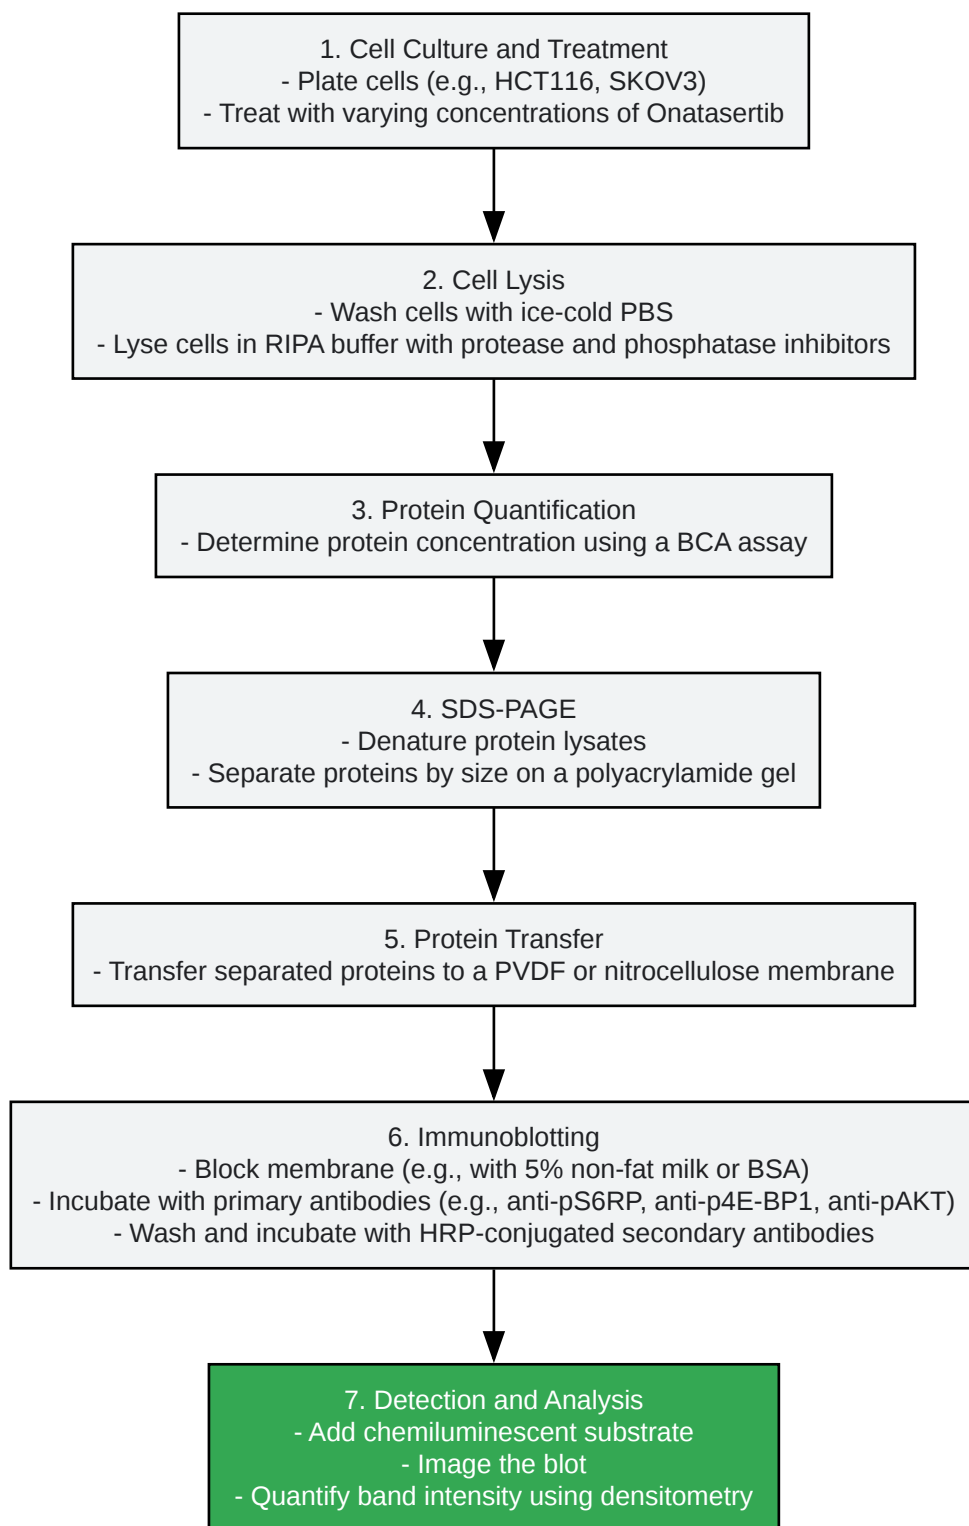 1. Cell Culture and Treatment
- Plate cells (e.g., HCT116, SKOV3)
- Treat with varying concentrations of Onatasertib
2. Cell Lysis
- Wash cells with ice-cold PBS
- Lyse cells in RIPA buffer with protease and phosphatase inhibitors
3. Protein Quantification
- Determine protein concentration using a BCA assay
4. SDS-PAGE
- Denature protein lysates
- Separate proteins by size on a polyacrylamide gel
5. Protein Transfer
- Transfer separated proteins to a PVDF or nitrocellulose membrane
6. Immunoblotting
- Block membrane (e.g., with 5% non-fat milk or BSA)
- Incubate with primary antibodies (e.g., anti-pS6RP, anti-p4E-BP1, anti-pAKT)
- Wash and incubate with HRP-conjugated secondary antibodies
7. Detection and Analysis
- Add chemiluminescent substrate
- Image the blot
- Quantify band intensity using densitometry